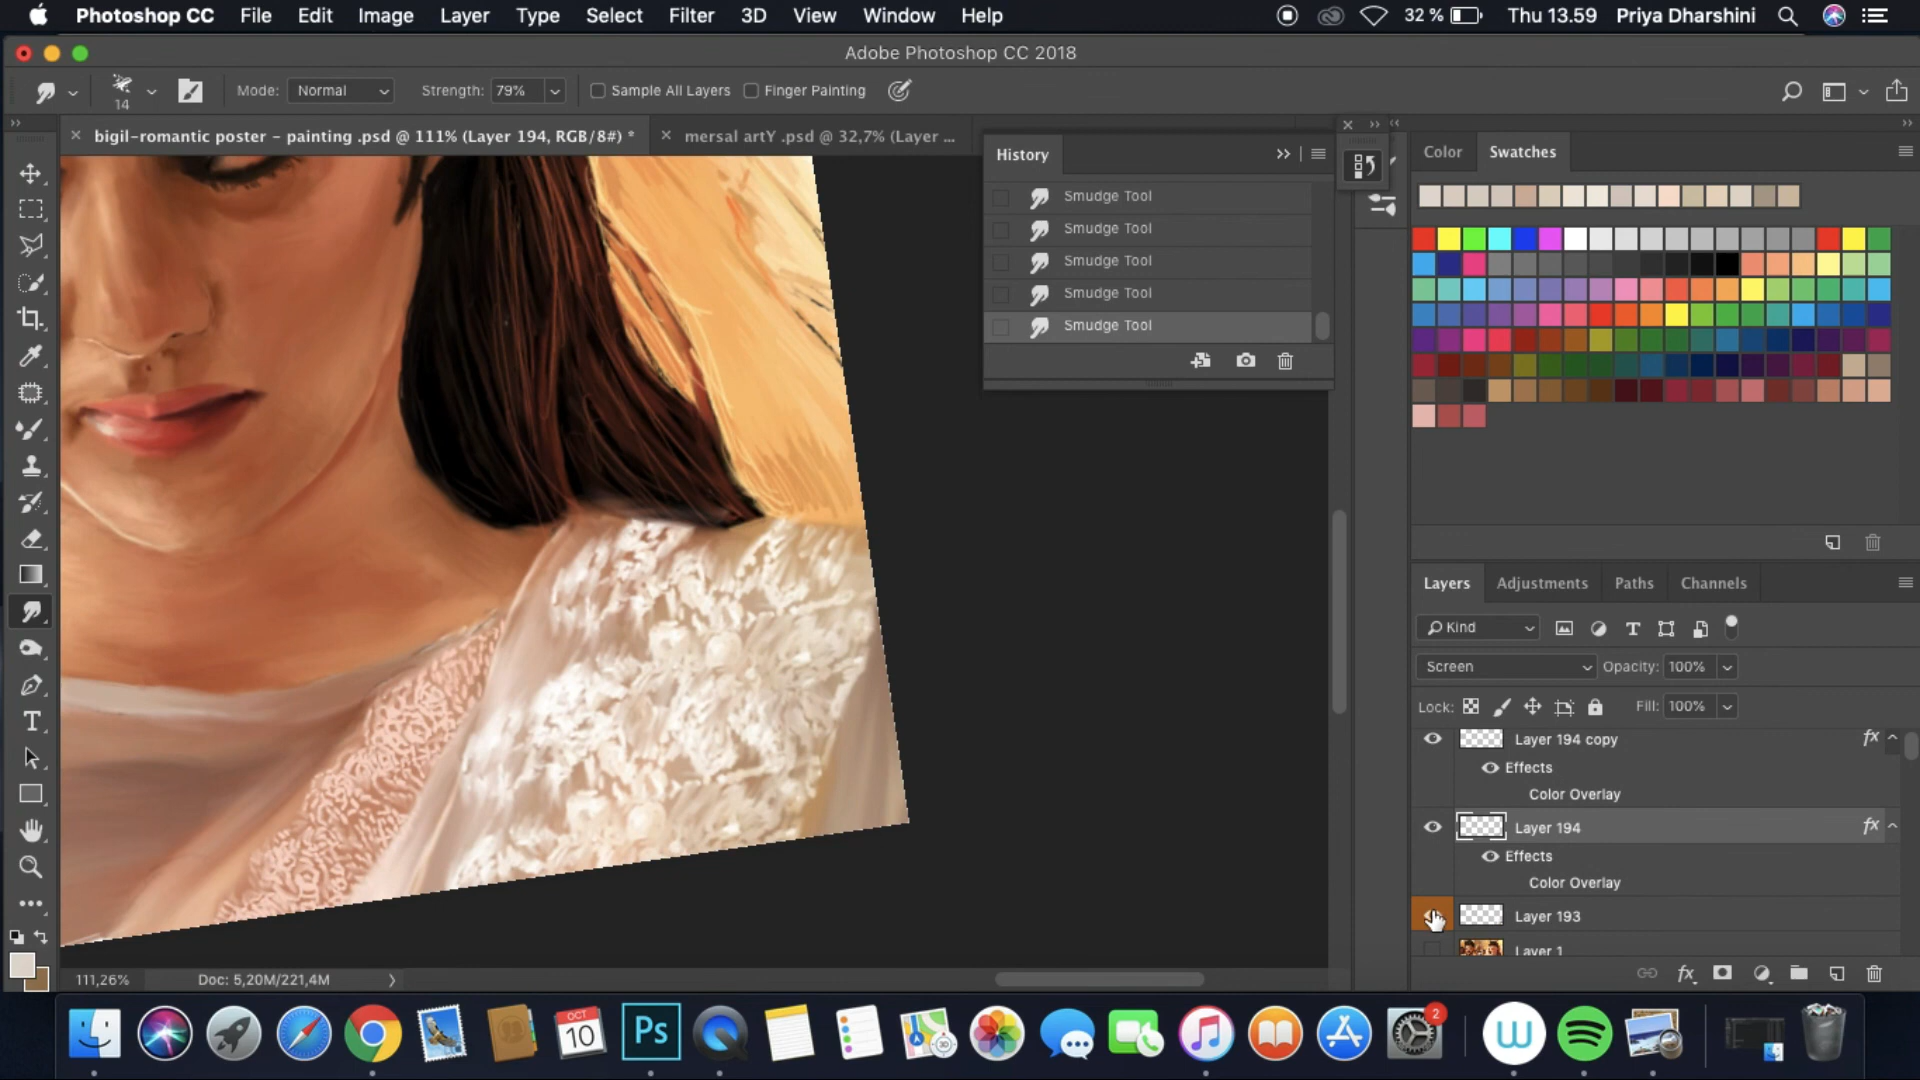 Photoshop CC File Edit Image Layer Type Select Filter 3D View Window Help 32 % Thu 13.59 Priya Dharshini
Adobe Photoshop CC 2018
14 Mode: Normal Strength: 79% Sample All Layers Finger Painting
bigil-romantic poster - painting .psd @ 111% (Layer 194, RGB/8#) * mersal artY .psd @ 32,7% (Layer ...
History
Smudge Tool
Smudge Tool
Smudge Tool
Smudge Tool
Smudge Tool
Color Swatches
Layers Adjustments Paths Channels
Kind
Screen Opacity: 100%
Lock: Fill: 100%
Layer 194 copy fx
Effects
Color Overlay
Layer 194 fx
Effects
Color Overlay
Layer 193
Layer 1
fx
111,26% Doc: 5,20M/221,4M
OCT
10
Ps
2